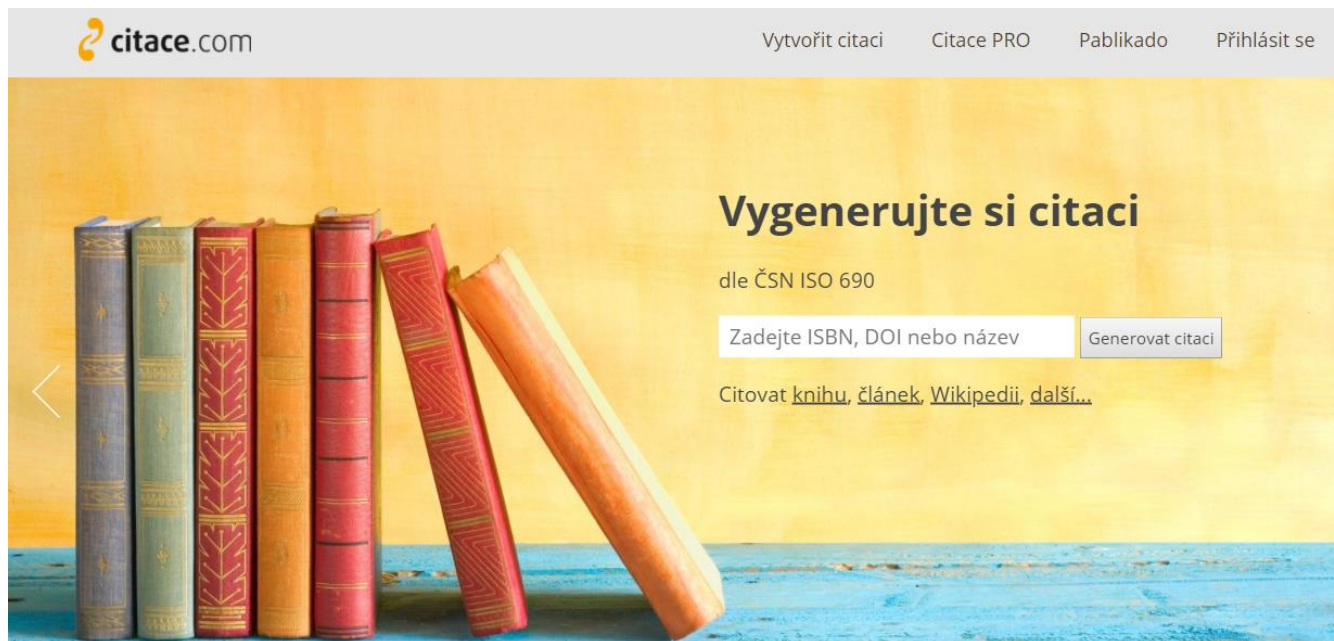 citace.com
Vytvořit citaci Citace PRO Pablikado Přihlásit se
Vygenerujte si citaci
dle ČSN ISO 690
Zadejte ISBN, DOI nebo název Generovat citaci
Citovat knihu, článek, Wikipedii, další...